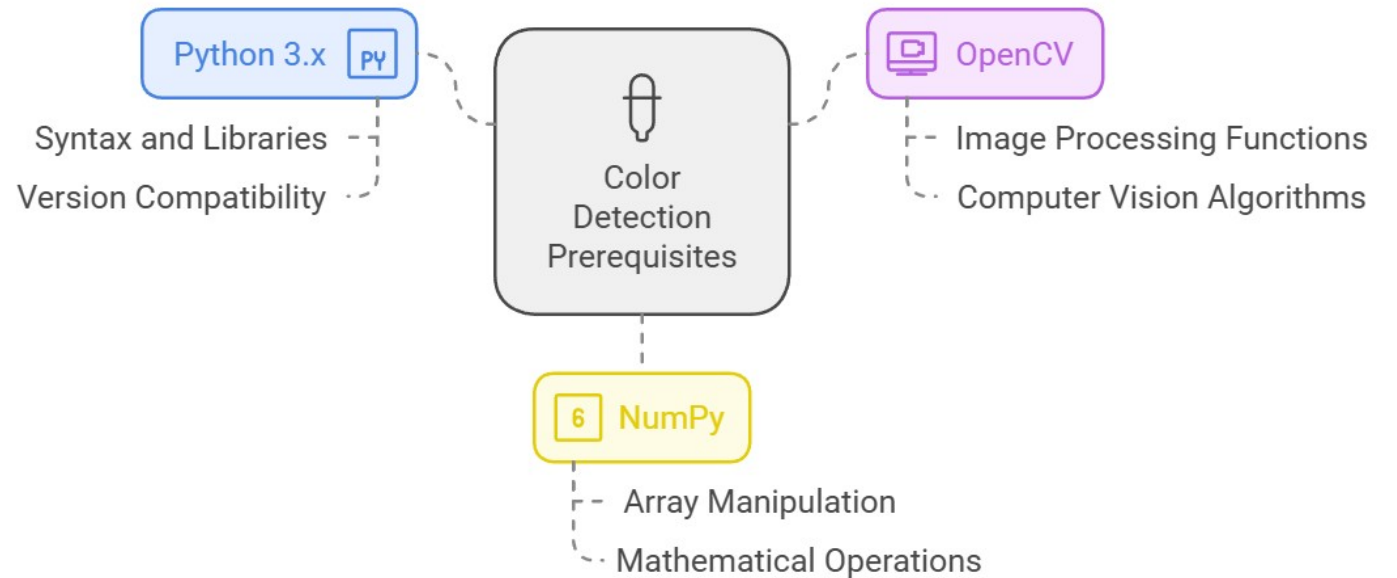 Python 3.x
PY
Syntax and Libraries
Version Compatibility
Color
Detection
Prerequisites
OpenCV
Image Processing Functions
Computer Vision Algorithms
6
NumPy
Array Manipulation
Mathematical Operations